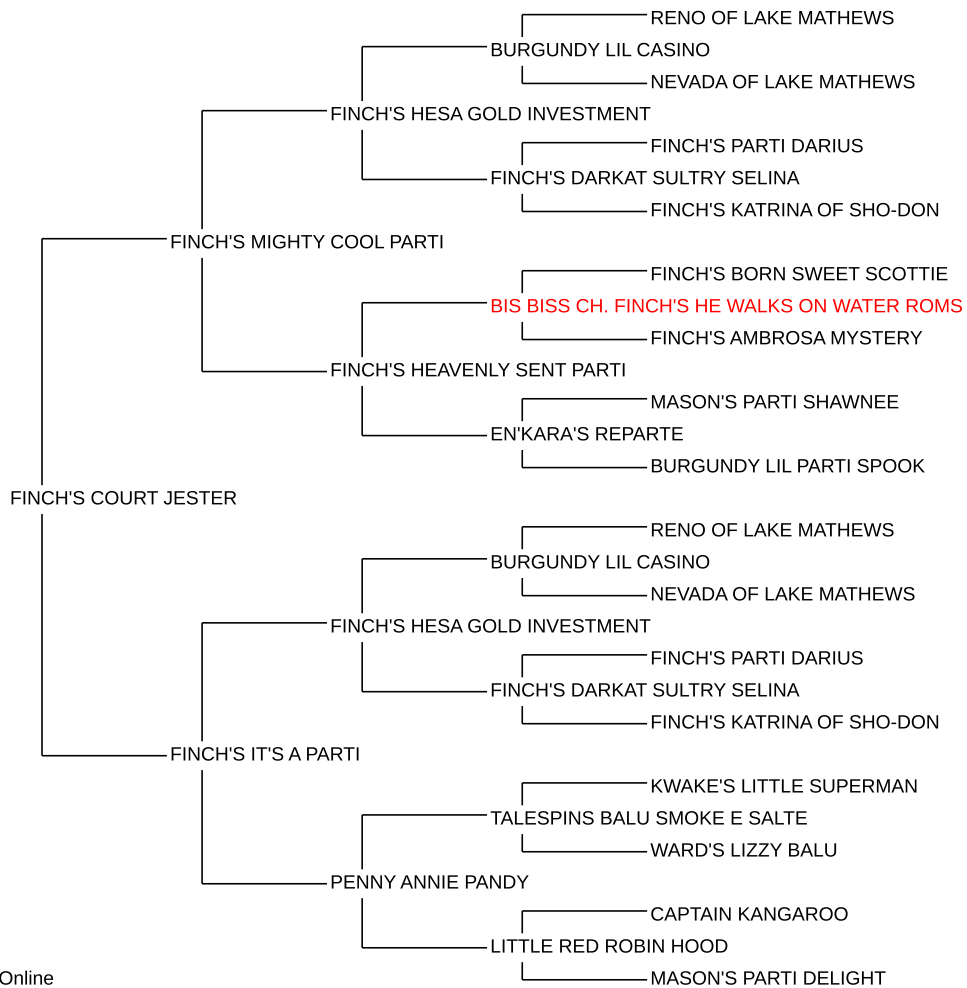 RENO OF LAKE MATHEWS
BURGUNDY LIL CASINO
NEVADA OF LAKE MATHEWS
FINCH'S HESA GOLD INVESTMENT
FINCH'S PARTI DARIUS
FINCH'S DARKAT SULTRY SELINA
FINCH'S KATRINA OF SHO-DON
FINCH'S MIGHTY COOL PARTI
FINCH'S BORN SWEET SCOTTIE
BIS BISS CH. FINCH'S HE WALKS ON WATER ROMS
FINCH'S AMBROSA MYSTERY
FINCH'S HEAVENLY SENT PARTI
MASON'S PARTI SHAWNEE
EN'KARA'S REPARTE
BURGUNDY LIL PARTI SPOOK
FINCH'S COURT JESTER
RENO OF LAKE MATHEWS
BURGUNDY LIL CASINO
NEVADA OF LAKE MATHEWS
FINCH'S HESA GOLD INVESTMENT
FINCH'S PARTI DARIUS
FINCH'S DARKAT SULTRY SELINA
FINCH'S KATRINA OF SHO-DON
FINCH'S IT'S A PARTI
KWAKE'S LITTLE SUPERMAN
TALESPINS BALU SMOKE E SALTE
WARD'S LIZZY BALU
PENNY ANNIE PANDY
CAPTAIN KANGAROO
LITTLE RED ROBIN HOOD
MASON'S PARTI DELIGHT
Online